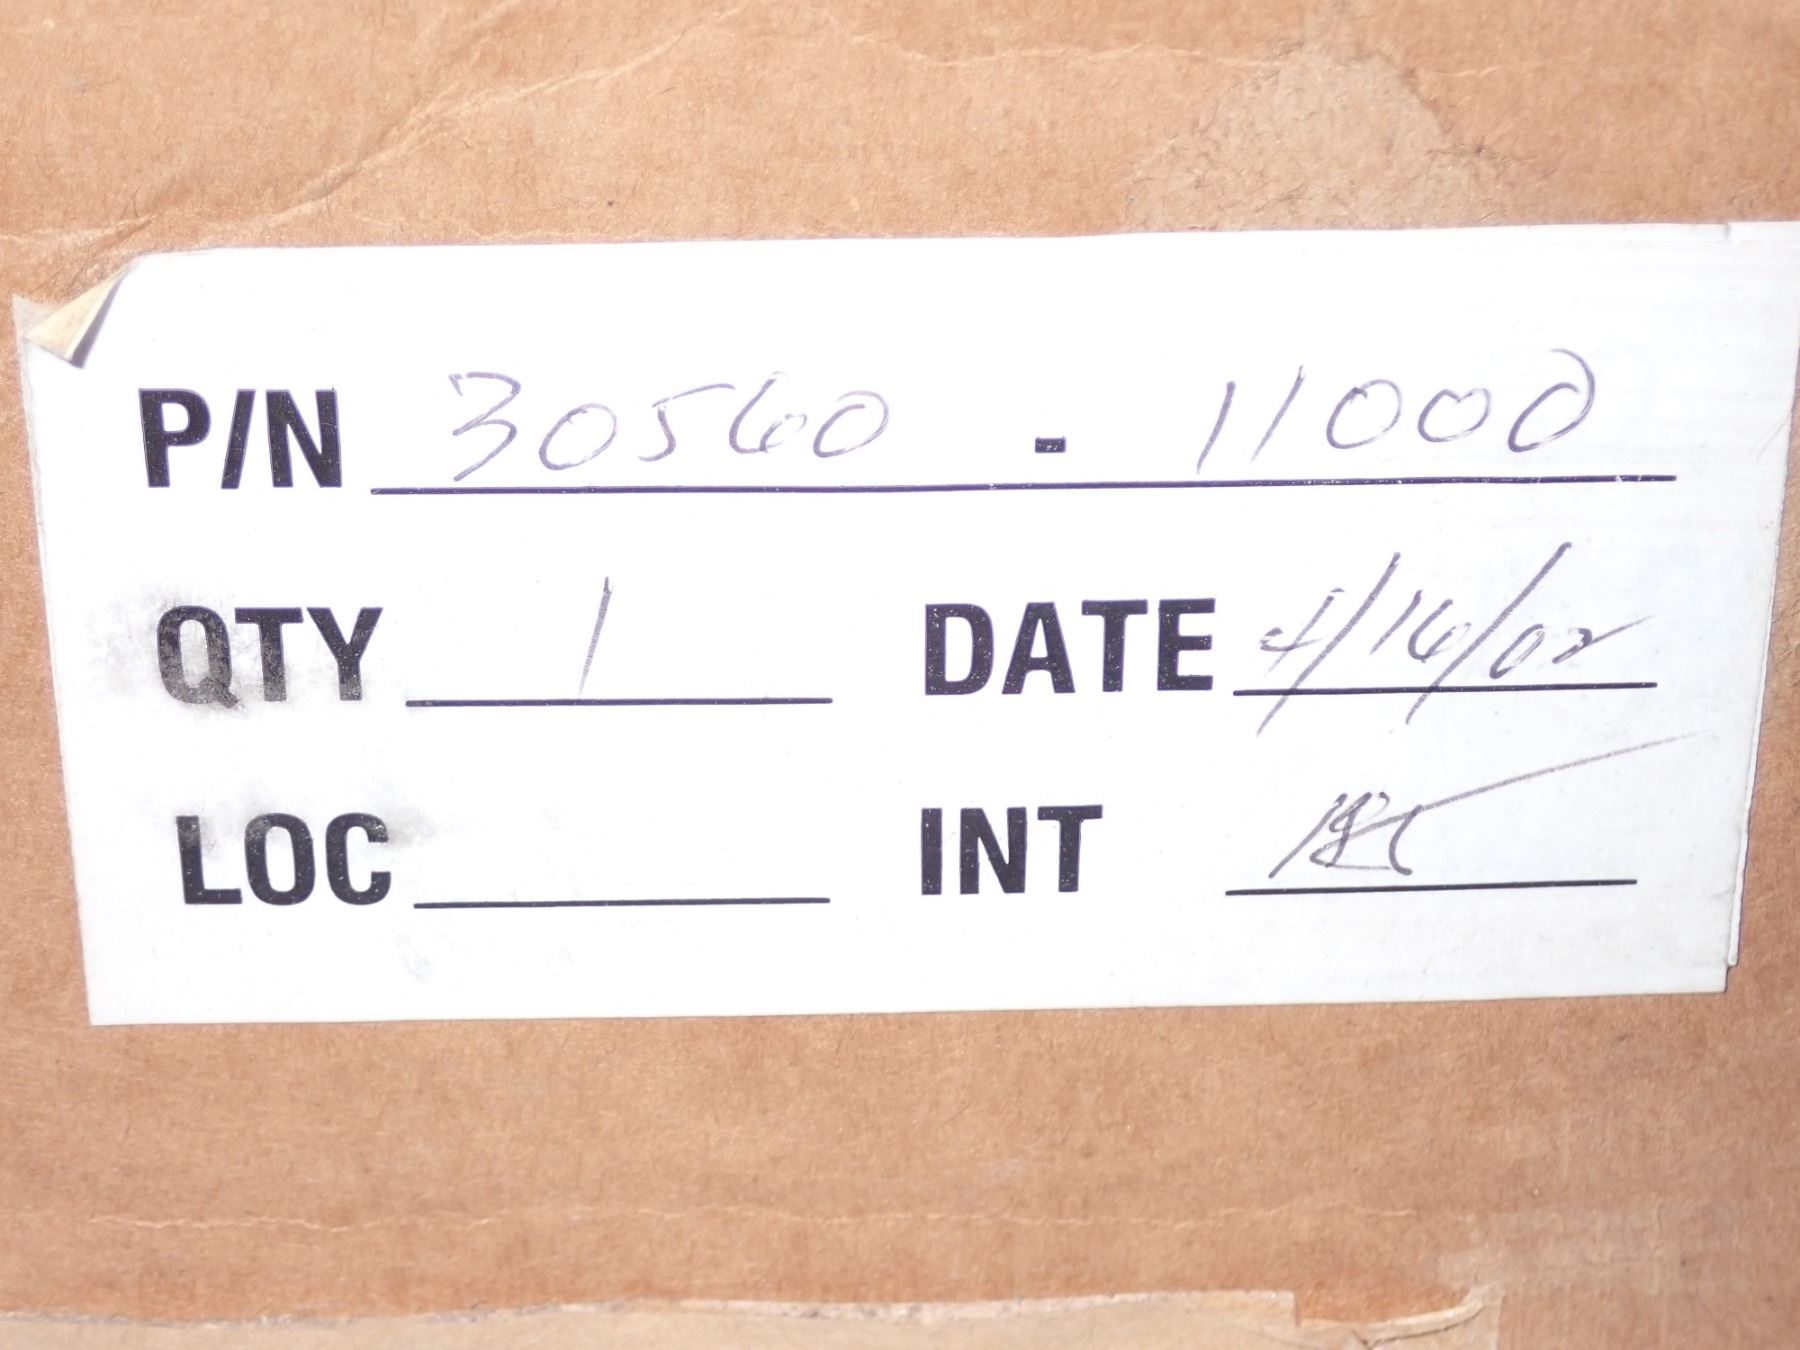 P/N 30560 - 11000
QTY 1 DATE 4/16/02
LOC INT